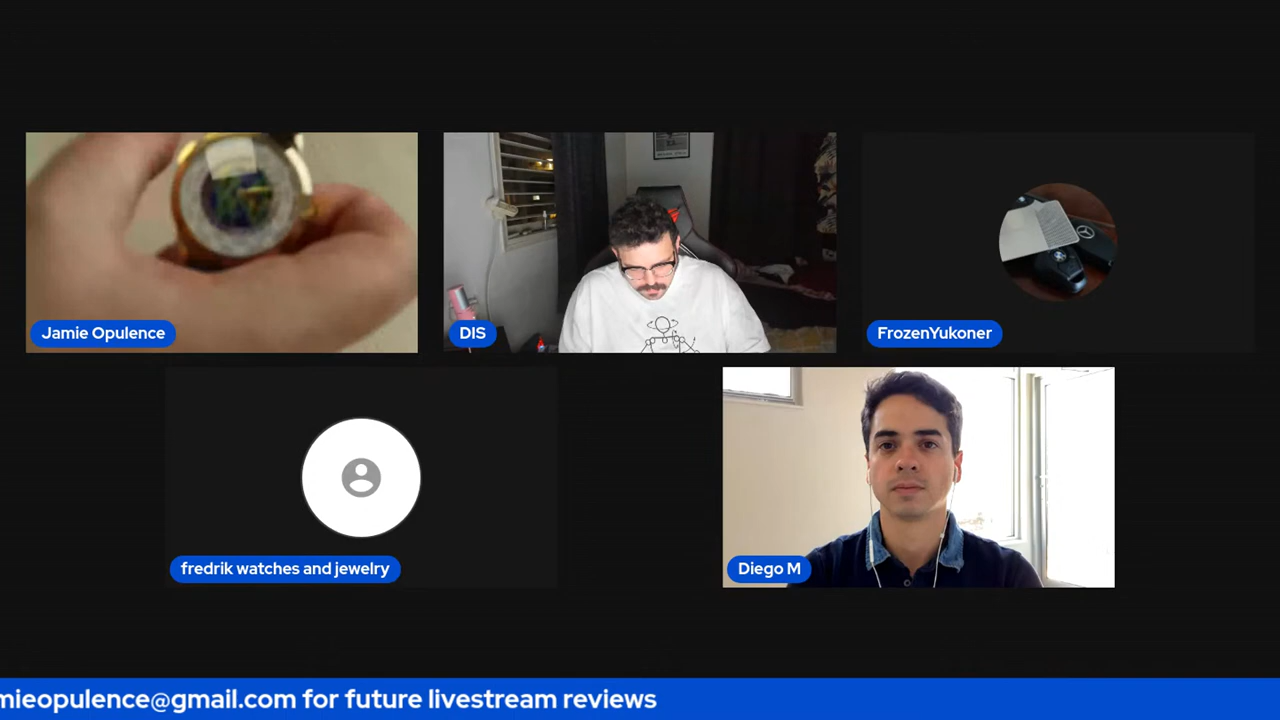 Jamie Opulence
DIS
FrozenYukoner
fredrik watches and jewelry
Diego M
mieopulence@gmail.com for future livestream reviews